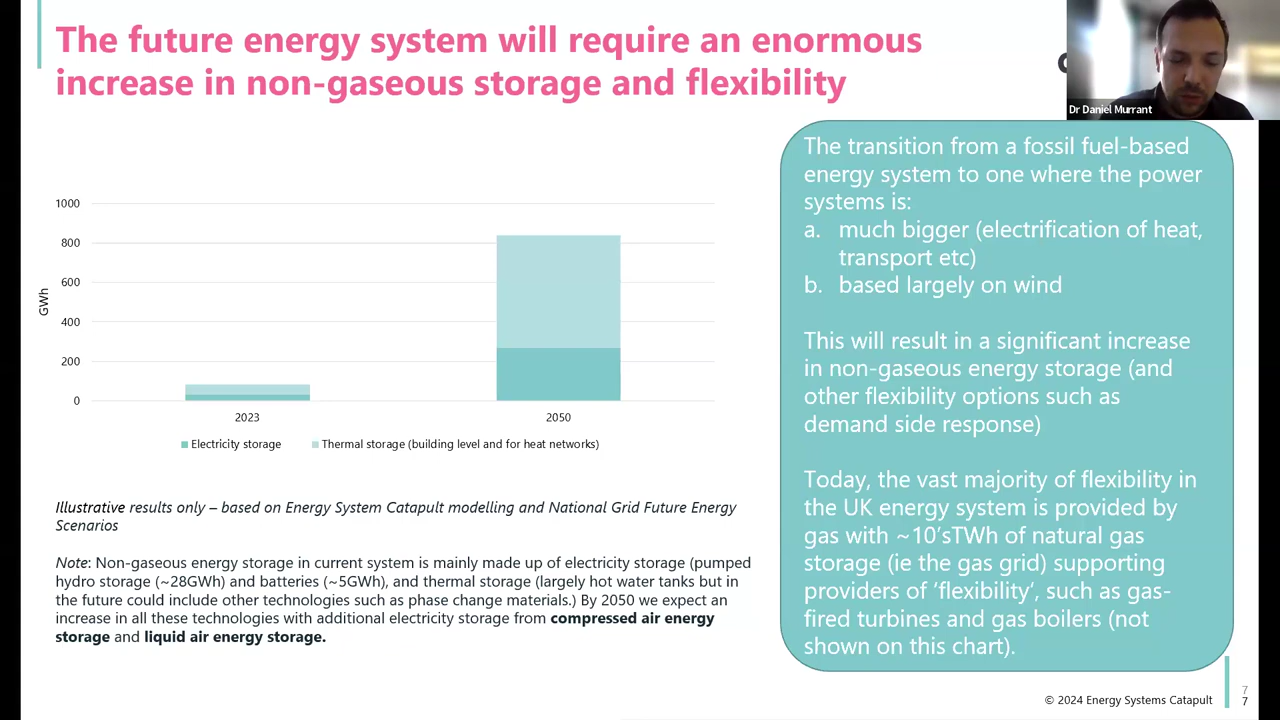 The future energy system will require an enormous
increase in non-gaseous storage and flexibility
Dr Daniel Murrant
1000
800
600
400
200
0
GWh
2023
2050
Electricity storage
Thermal storage (building level and for heat networks)
Illustrative results only – based on Energy System Catapult modelling and National Grid Future Energy
Scenarios
Note: Non-gaseous energy storage in current system is mainly made up of electricity storage (pumped
hydro storage (~28GWh) and batteries (~5GWh), and thermal storage (largely hot water tanks but in
the future could include other technologies such as phase change materials.) By 2050 we expect an
increase in all these technologies with additional electricity storage from compressed air energy
storage and liquid air energy storage.
The transition from a fossil fuel-based
energy system to one where the power
systems is:
a. much bigger (electrification of heat,
transport etc)
b. based largely on wind
This will result in a significant increase
in non-gaseous energy storage (and
other flexibility options such as
demand side response)
Today, the vast majority of flexibility in
the UK energy system is provided by
gas with ~10'sTWh of natural gas
storage (ie the gas grid) supporting
providers of 'flexibility', such as gas-
fired turbines and gas boilers (not
shown on this chart).
© 2024 Energy Systems Catapult
7
7